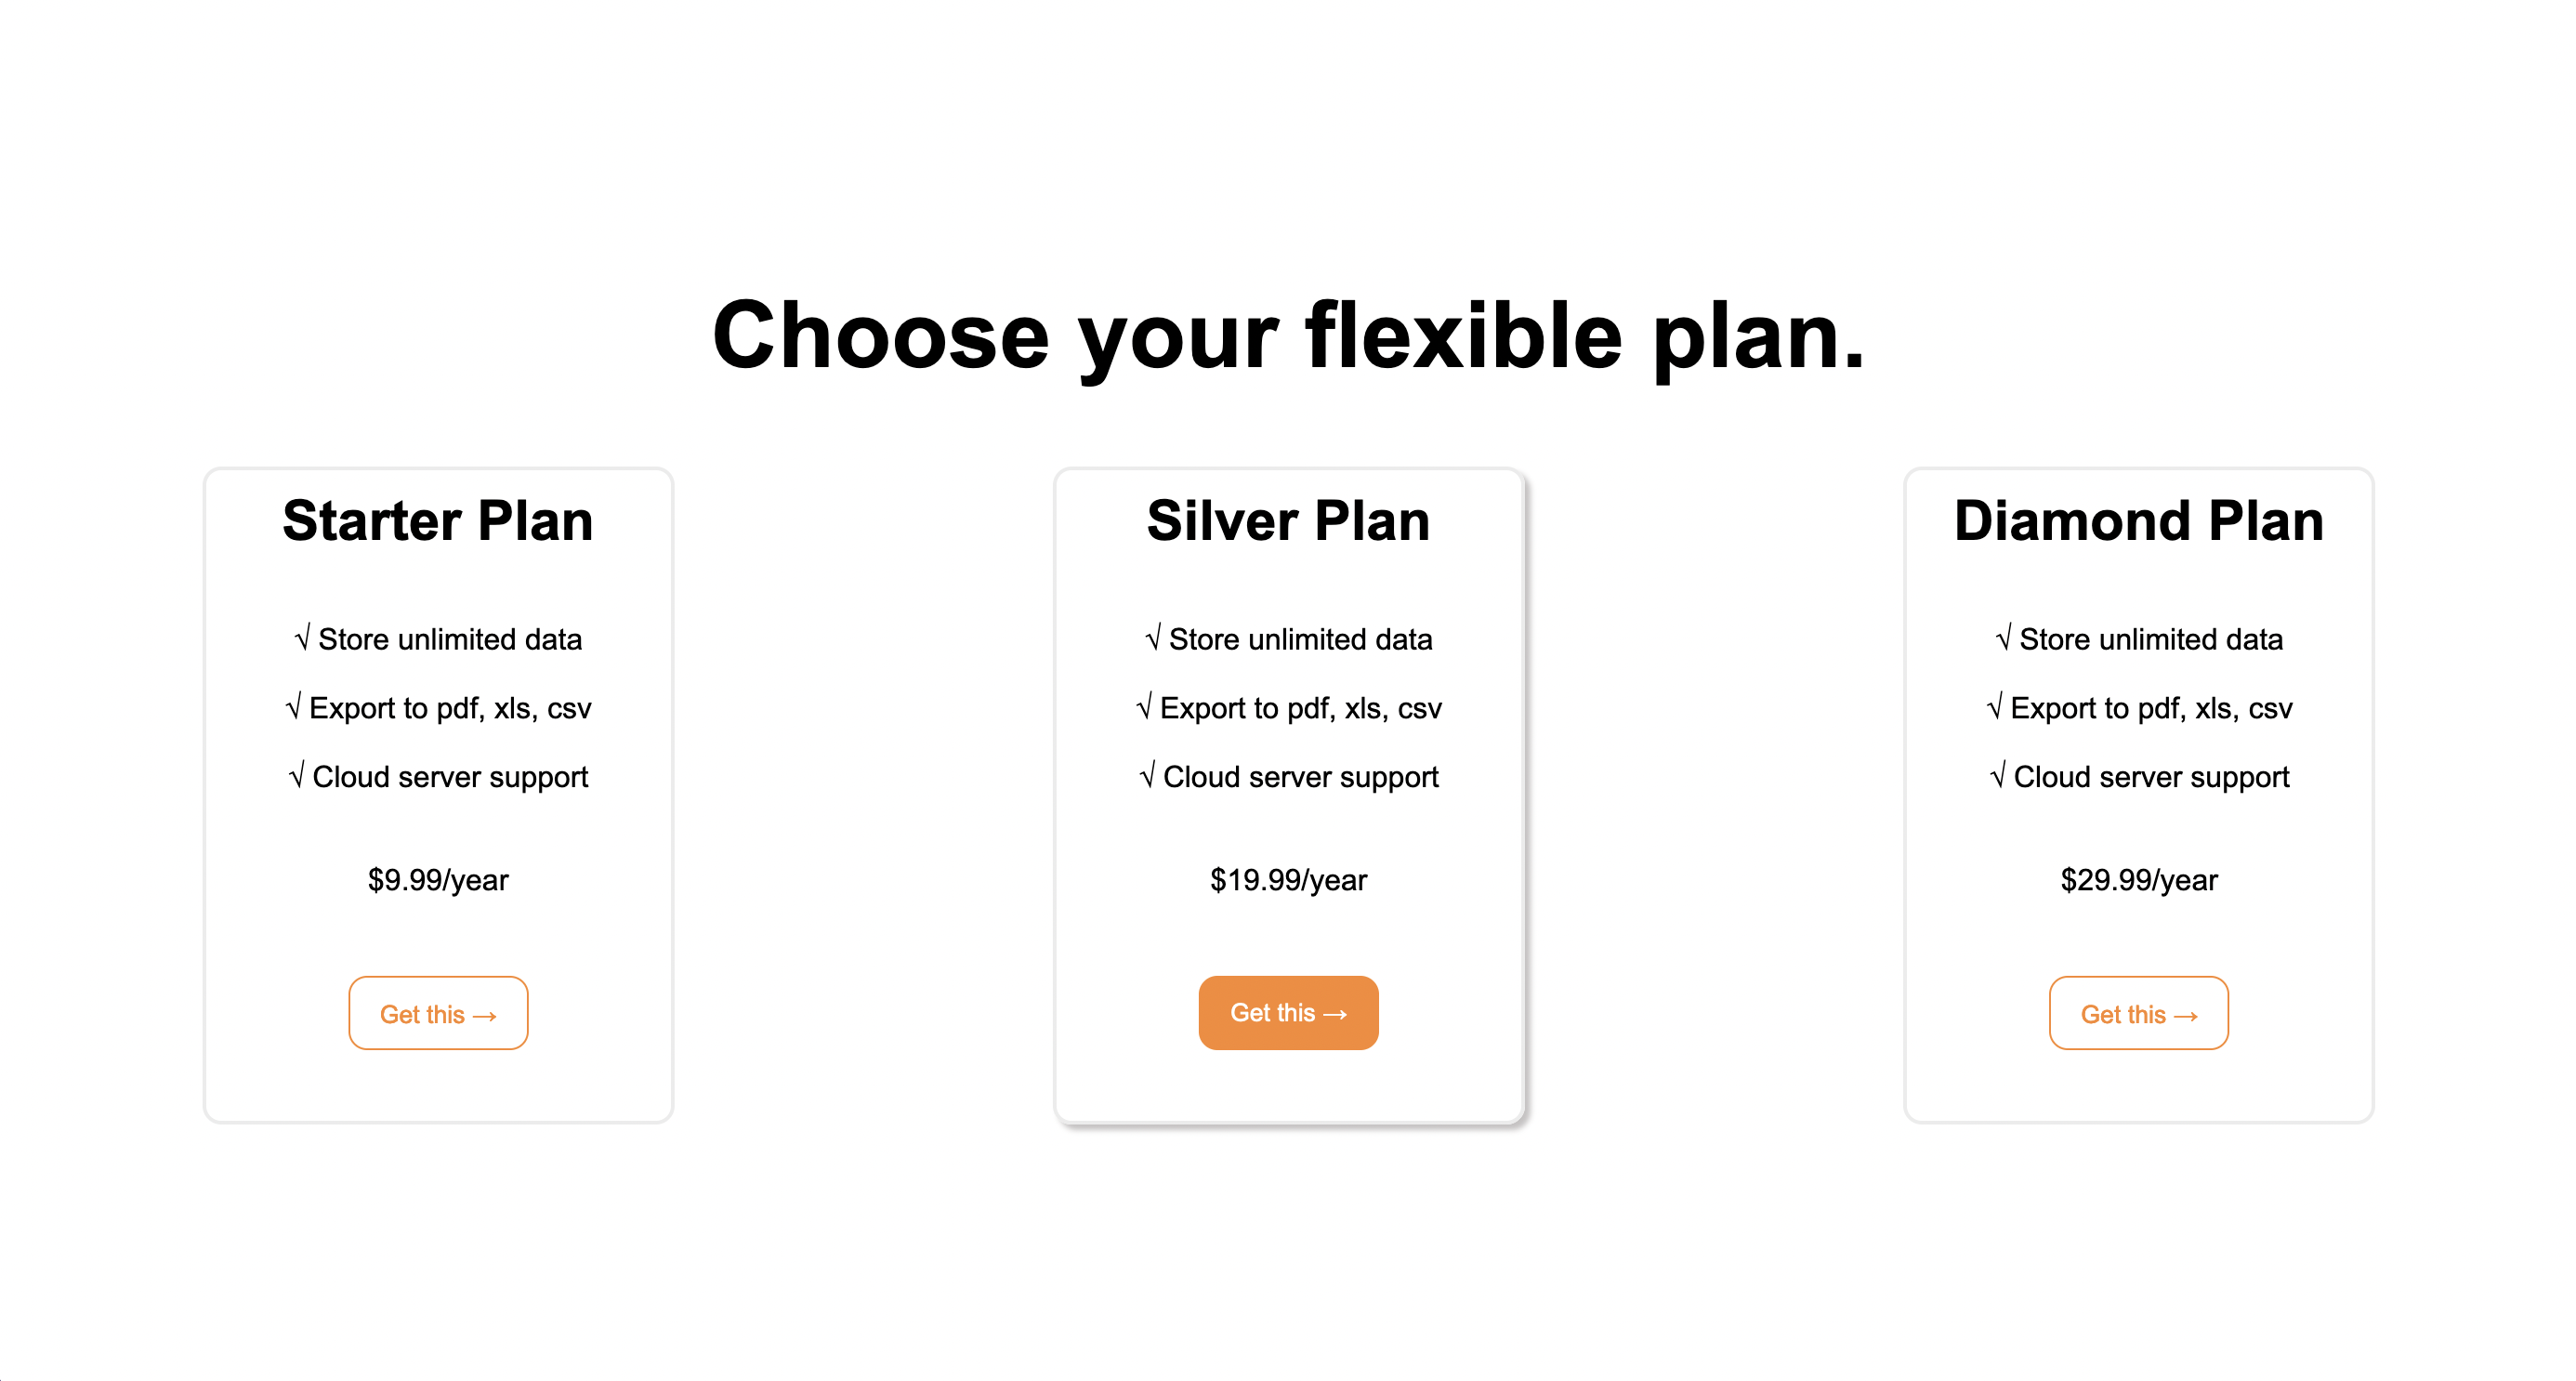 Choose your flexible plan.
Starter Plan
√ Store unlimited data
√ Export to pdf, xls, csv
√ Cloud server support
$9.99/year
Get this →
Silver Plan
√ Store unlimited data
√ Export to pdf, xls, csv
√ Cloud server support
$19.99/year
Get this →
Diamond Plan
√ Store unlimited data
√ Export to pdf, xls, csv
√ Cloud server support
$29.99/year
Get this →